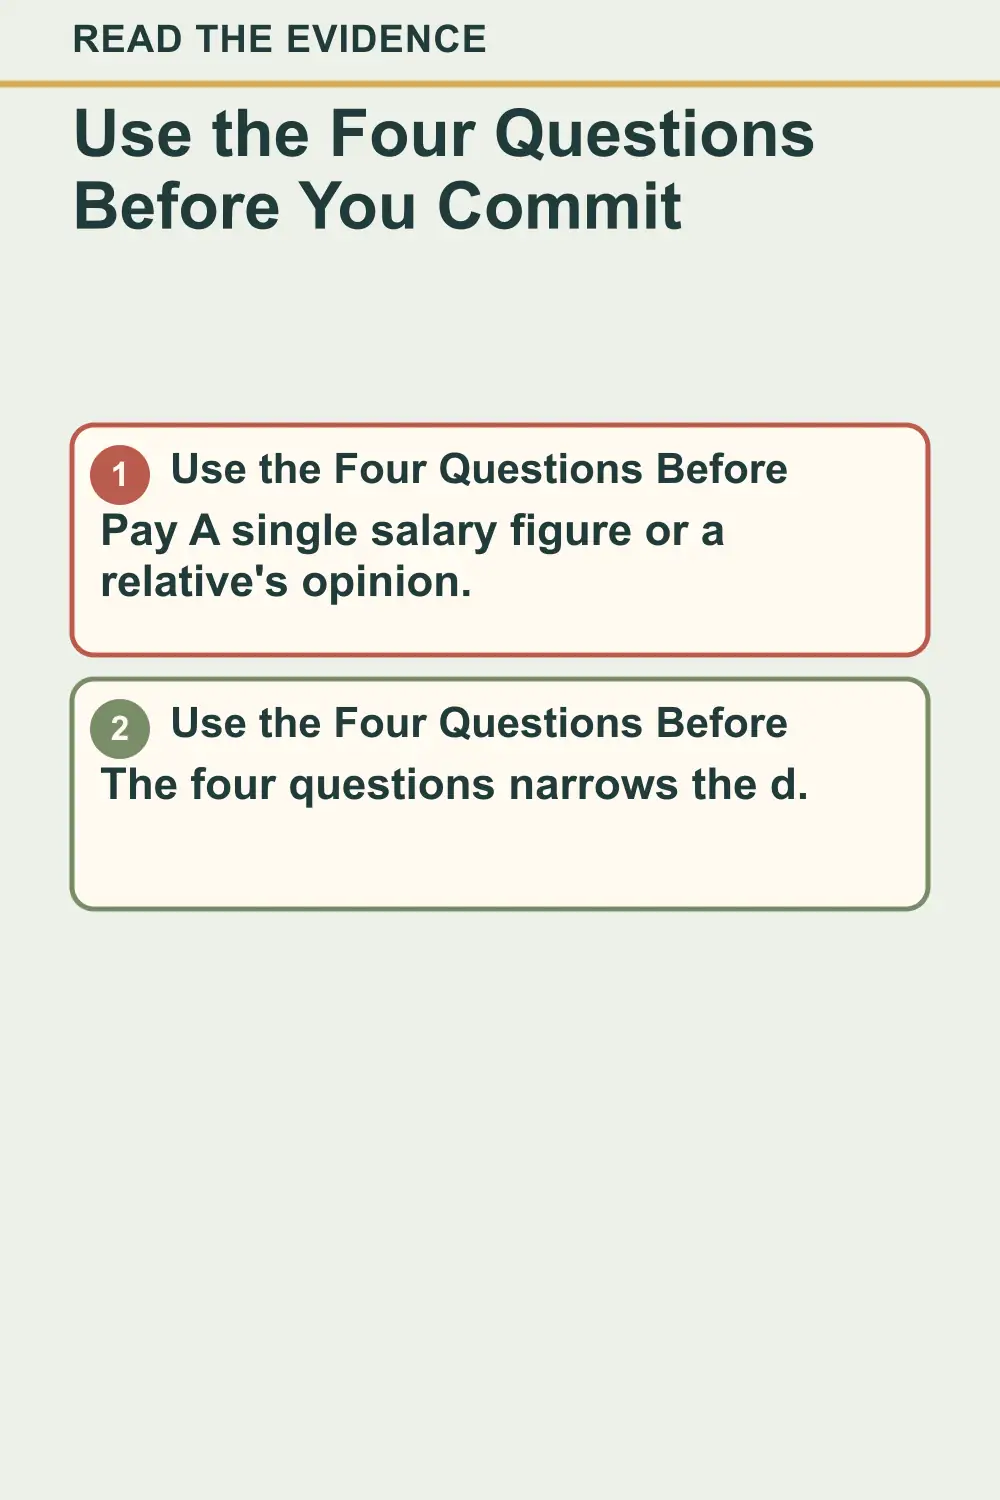 READ THE EVIDENCE
Use the Four Questions
Before You Commit
1
Use the Four Questions Before
Pay A single salary figure or a
relative's opinion.
2
Use the Four Questions Before
The four questions narrows the d.